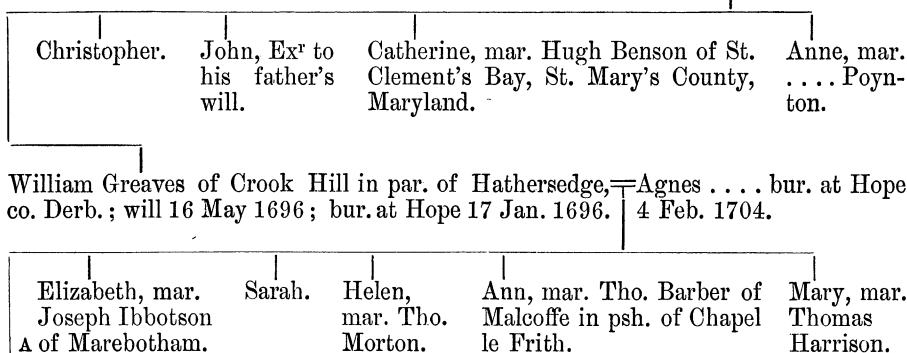 Christopher.
John, Exr to
his father's
will.
Catherine, mar. Hugh Benson of St.
Clement's Bay, St. Mary's County,
Maryland.
Anne, mar.
. . . . Poyn-
ton.
William Greaves of Crook Hill in par. of Hathersedge,=Agnes . . . . bur. at Hope
co. Derb.; will 16 May 1696; bur. at Hope 17 Jan. 1696. 4 Feb. 1704.
Elizabeth, mar.
Joseph Ibbotson
A of Marebotham.
Sarah.
Helen,
mar. Tho.
Morton.
Ann, mar. Tho. Barber of
Malcoffe in psh. of Chapel
le Frith.
Mary, mar.
Thomas
Harrison.